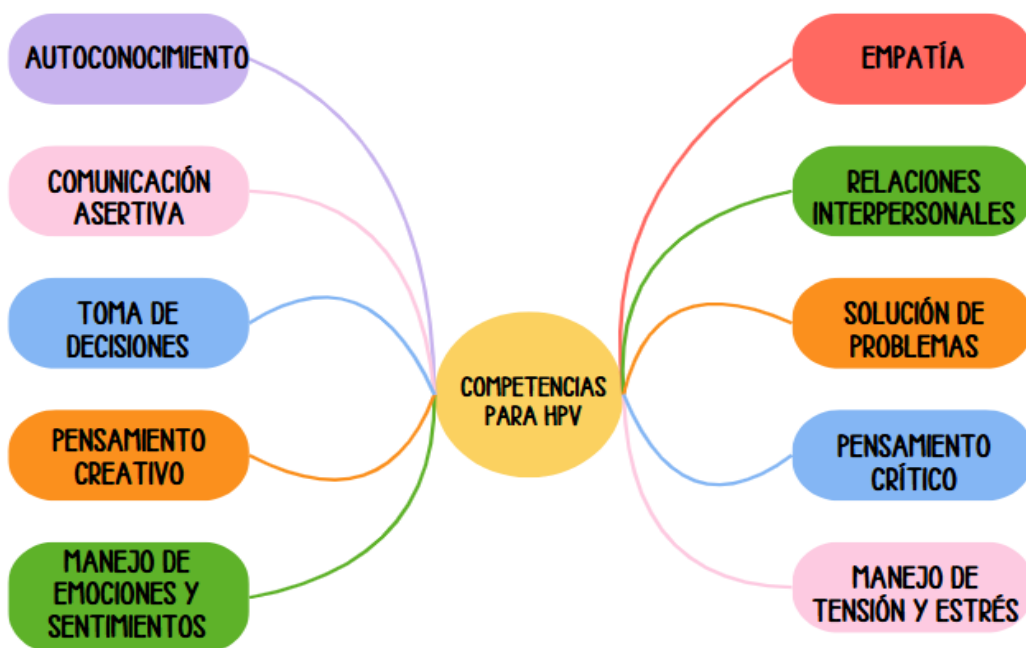 AUTOCONOCIMIENTO
COMUNICACIÓN
ASERTIVA
TOMA DE
DECISIONES
PENSAMIENTO
CREATIVO
MANEJO DE
EMOCIONES Y
SENTIMIENTOS
COMPETENCIAS
PARA HPV
EMPATÍA
RELACIONES
INTERPERSONALES
SOLUCIÓN DE
PROBLEMAS
PENSAMIENTO
CRÍTICO
MANEJO DE
TENSIÓN Y ESTRÉS